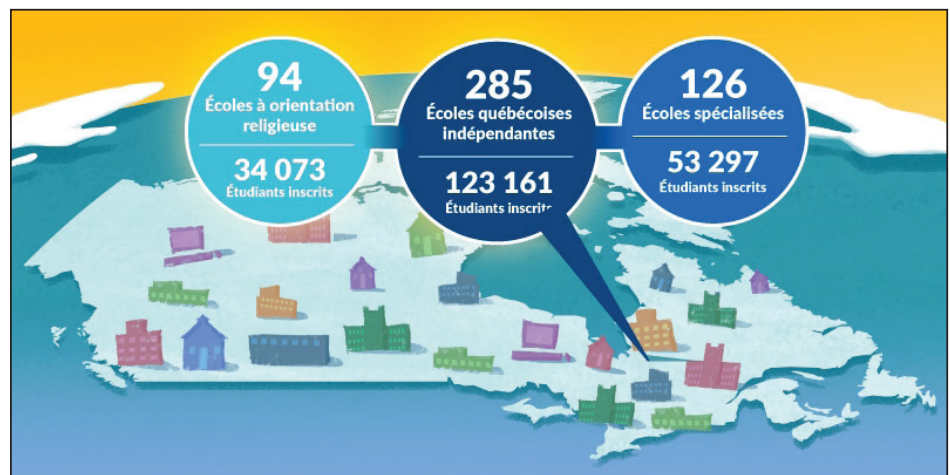 94
Écoles à orientation
religieuse
34 073
Étudiants inscrits
285
Écoles québécoises
indépendantes
123 161
Étudiants inscrits
126
Écoles spécialisées
53 297
Étudiants inscrits